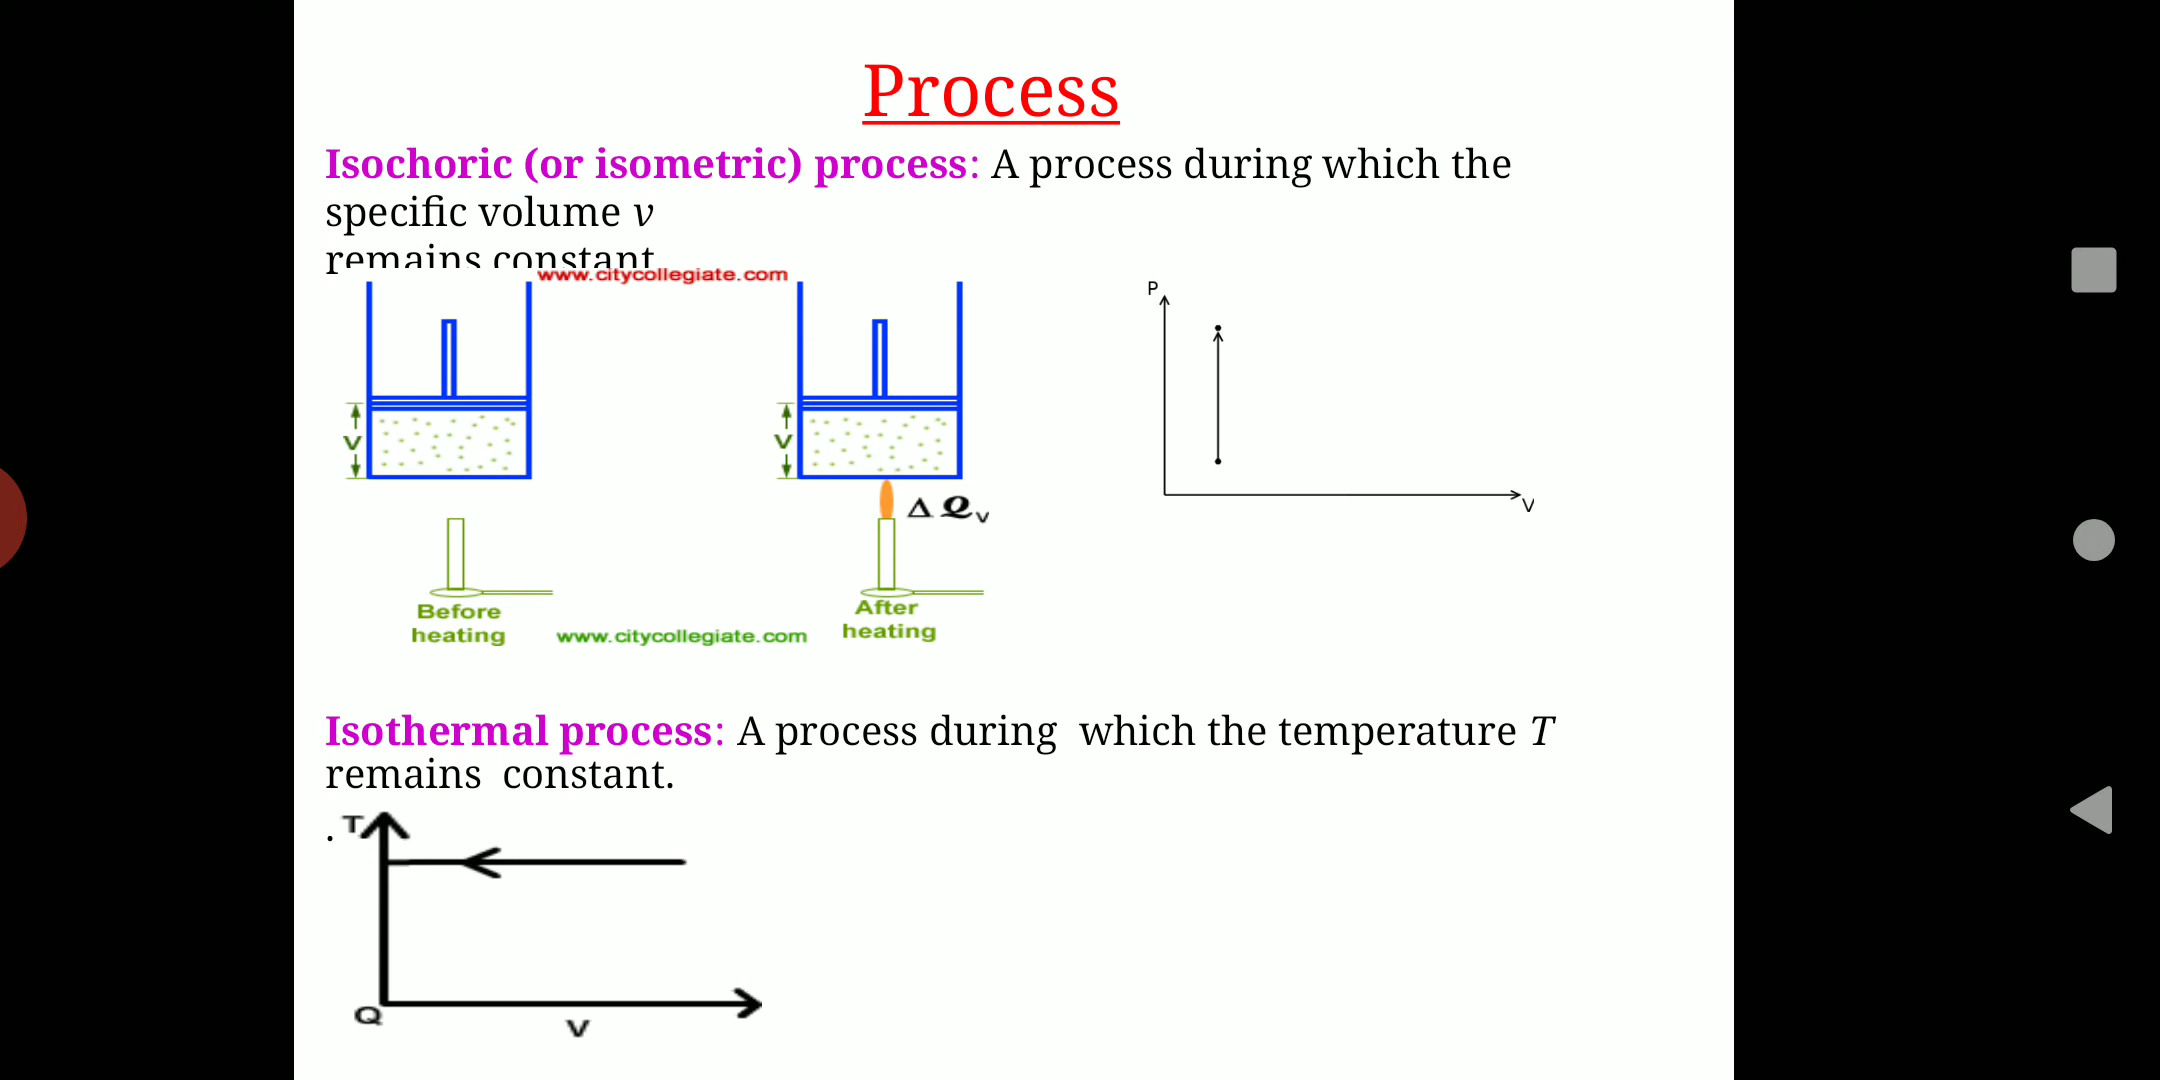 Process
Isochoric (or isometric) process: A process during which the
specific volume v
remains constant
www.citycollegiate.com
P
V
V
V
Δ Q v
Before
heating
After
heating
www.citycollegiate.com
Isothermal process: A process during  which the temperature T
remains  constant.
.
T
Q
V